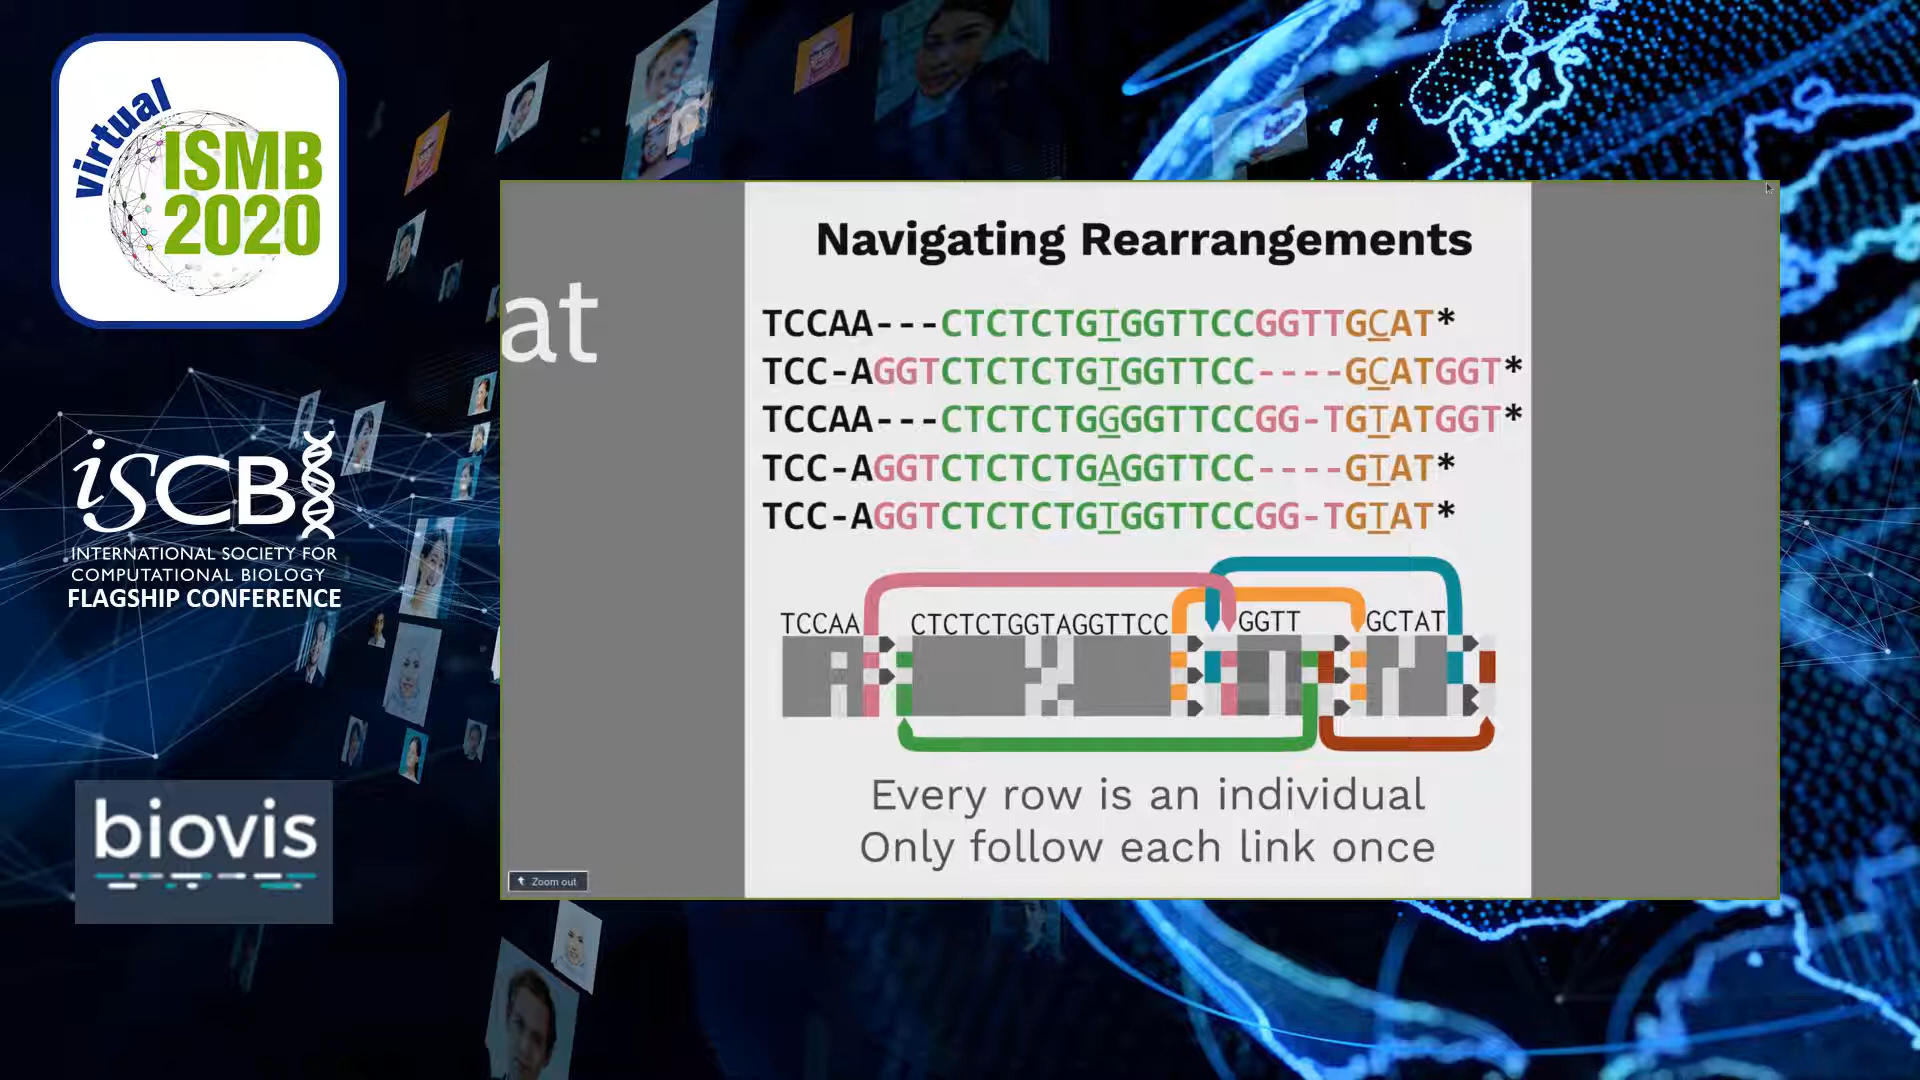 virtual
ISMB
2020
iSCB
INTERNATIONAL SOCIETY FOR
COMPUTATIONAL BIOLOGY
FLAGSHIP CONFERENCE
biovis
at
Navigating Rearrangements
TCCAA---CTCTCTGTGGTTCCGGTTGCAT*
TCC-AGGTCTCTCTGTGGTTCC----GCATGGT*
TCCAA---CTCTCTGGGGTTCCGG-TGTATGGT*
TCC-AGGTCTCTCTGAGGTTCC----GTAT*
TCC-AGGTCTCTCTGTGGTTCCGG-TGTAT*
TCCAA CTCTCTGGTAGGTTCC GGTT GCTAT
Every row is an individual
Only follow each link once
Zoom out